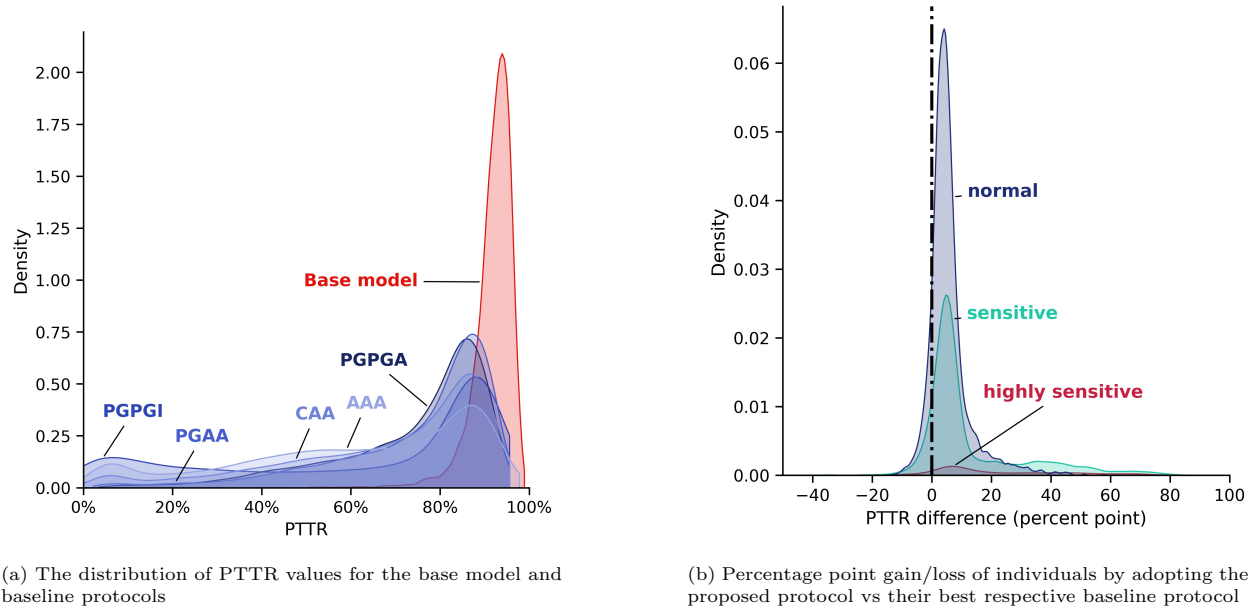 2.00
1.75
1.50
1.25
1.00
0.75
0.50
0.25
0.00
Density
Base model
PGPGA
AAA
CAA
PGPGI
PGAA
0% 20% 40% 60% 80% 100%
PTTR
(a) The distribution of PTTR values for the base model and
baseline protocols
0.06
0.05
0.04
0.03
0.02
0.01
0.00
Density
normal
sensitive
highly sensitive
−40 −20 0 20 40 60 80 100
PTTR difference (percent point)
(b) Percentage point gain/loss of individuals by adopting the
proposed protocol vs their best respective baseline protocol